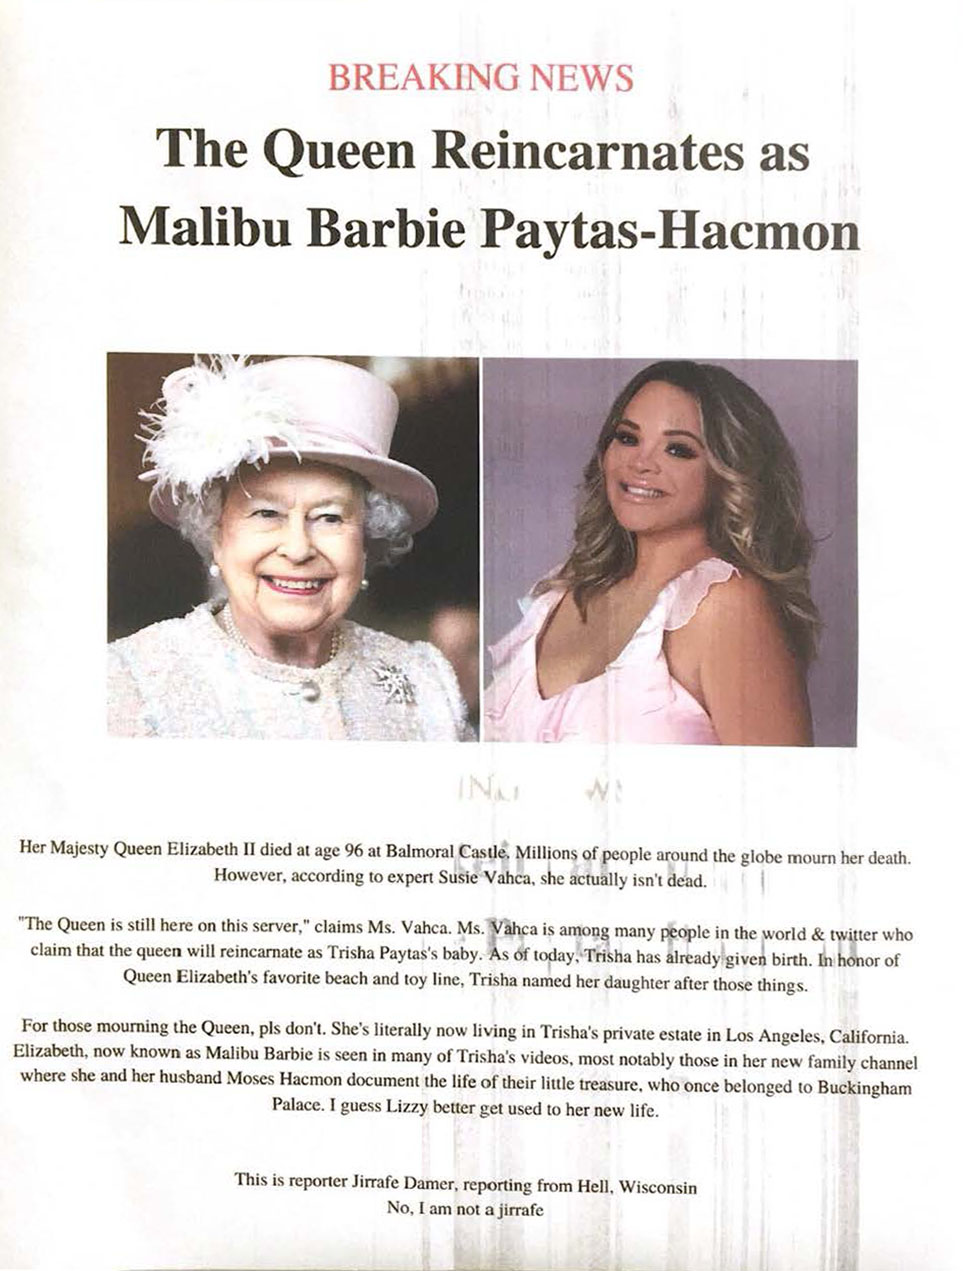 BREAKING NEWS
The Queen Reincarnates as
Malibu Barbie Paytas-Hacmon
Her Majesty Queen Elizabeth II died at age 96 at Balmoral Castle. Millions of people around the globe mourn her death.
However, according to expert Susie Vahca, she actually isn't dead.
"The Queen is still here on this server," claims Ms. Vahca. Ms. Vahca is among many people in the world & twitter who
claim that the queen will reincarnate as Trisha Paytas's baby. As of today, Trisha has already given birth. In honor of
Queen Elizabeth's favorite beach and toy line, Trisha named her daughter after those things.
For those mourning the Queen, pls don't. She's literally now living in Trisha's private estate in Los Angeles, California.
Elizabeth, now known as Malibu Barbie is seen in many of Trisha's videos, most notably those in her new family channel
where she and her husband Moses Hacmon document the life of their little treasure, who once belonged to Buckingham
Palace. I guess Lizzy better get used to her new life.
This is reporter Jirrafe Damer, reporting from Hell, Wisconsin
No, I am not a jirrafe